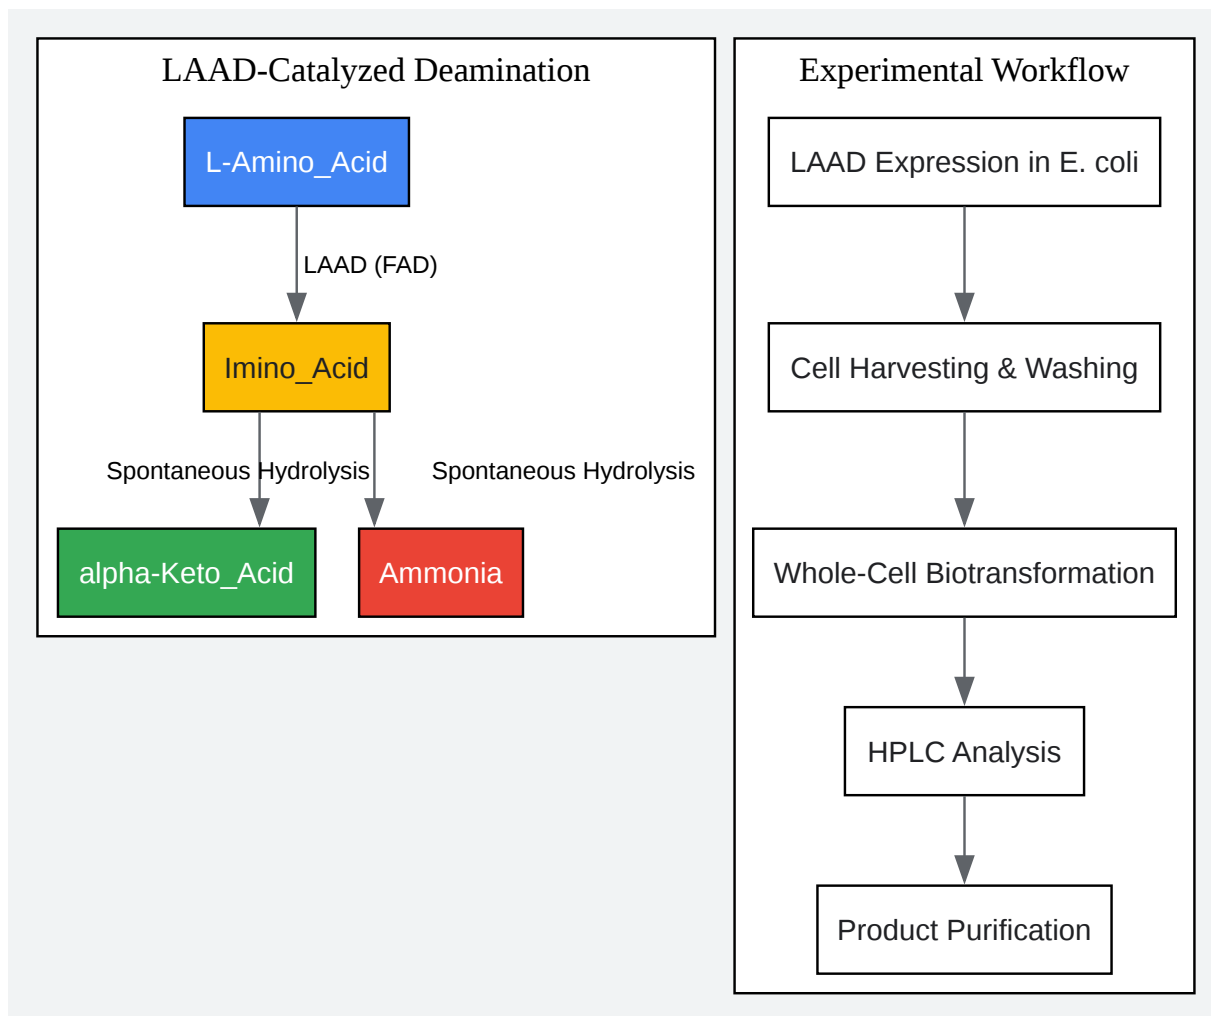 LAAD-Catalyzed Deamination
L-Amino_Acid
LAAD (FAD)
Imino_Acid
Spontaneous Hydrolysis
Spontaneous Hydrolysis
alpha-Keto_Acid
Ammonia
Experimental Workflow
LAAD Expression in E. coli
Cell Harvesting & Washing
Whole-Cell Biotransformation
HPLC Analysis
Product Purification